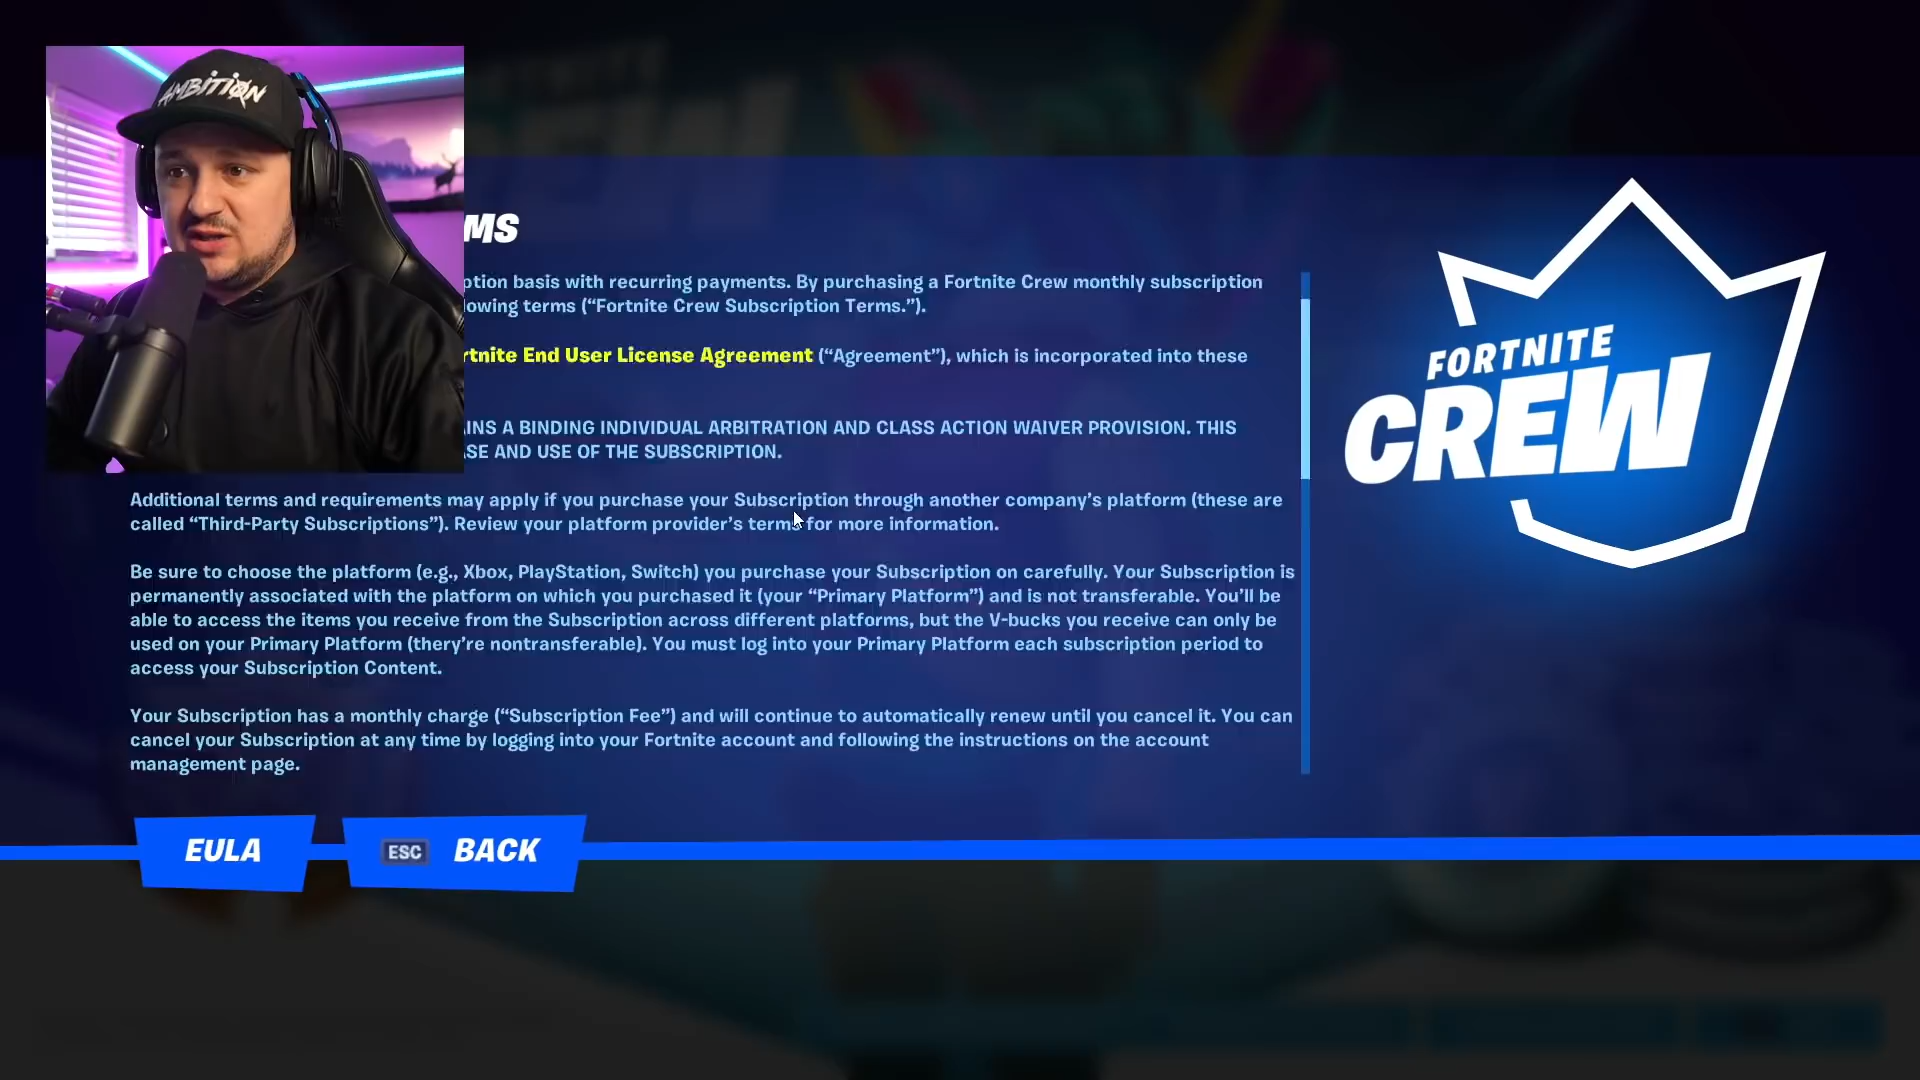 AMBITION
MS
ption basis with recurring payments. By purchasing a Fortnite Crew monthly subscription
lowing terms (“Fortnite Crew Subscription Terms.”).
rtnite End User License Agreement (“Agreement”), which is incorporated into these
INS A BINDING INDIVIDUAL ARBITRATION AND CLASS ACTION WAIVER PROVISION. THIS
SE AND USE OF THE SUBSCRIPTION.
Additional terms and requirements may apply if you purchase your Subscription through another company’s platform (these are
called “Third-Party Subscriptions”). Review your platform provider’s terms for more information.
Be sure to choose the platform (e.g., Xbox, PlayStation, Switch) you purchase your Subscription on carefully. Your Subscription is
permanently associated with the platform on which you purchased it (your “Primary Platform”) and is not transferable. You’ll be
able to access the items you receive from the Subscription across different platforms, but the V-bucks you receive can only be
used on your Primary Platform (they’re nontransferable). You must log into your Primary Platform each subscription period to
access your Subscription Content.
Your Subscription has a monthly charge (“Subscription Fee”) and will continue to automatically renew until you cancel it. You can
cancel your Subscription at any time by logging into your Fortnite account and following the instructions on the account
management page.
FORTNITE
CREW
EULA
ESC BACK